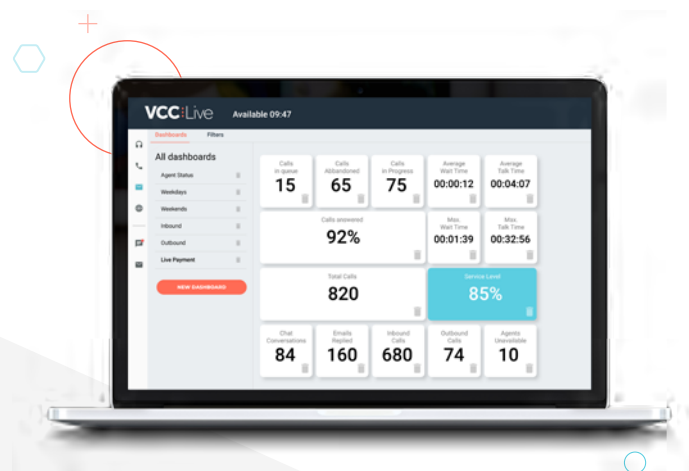 VCC Live
Available 09:47
Dashboards Filters
All dashboards
Agent Status
Weekdays
Weekends
Inbound
Outbound
Live Payment
NEW DASHBOARD
Calls
in queue
15
Calls
Abbandoned
65
Calls
in Progress
75
Average
Wait Time
00:00:12
Average
Talk Time
00:04:07
Calls answered
92%
Max.
Wait Time
00:01:39
Max.
Talk Time
00:32:56
Total Calls
820
Service Level
85%
Chat
Conversations
84
Emails
Replied
160
Inbound
Calls
680
Outbound
Calls
74
Agents
Unavailable
10